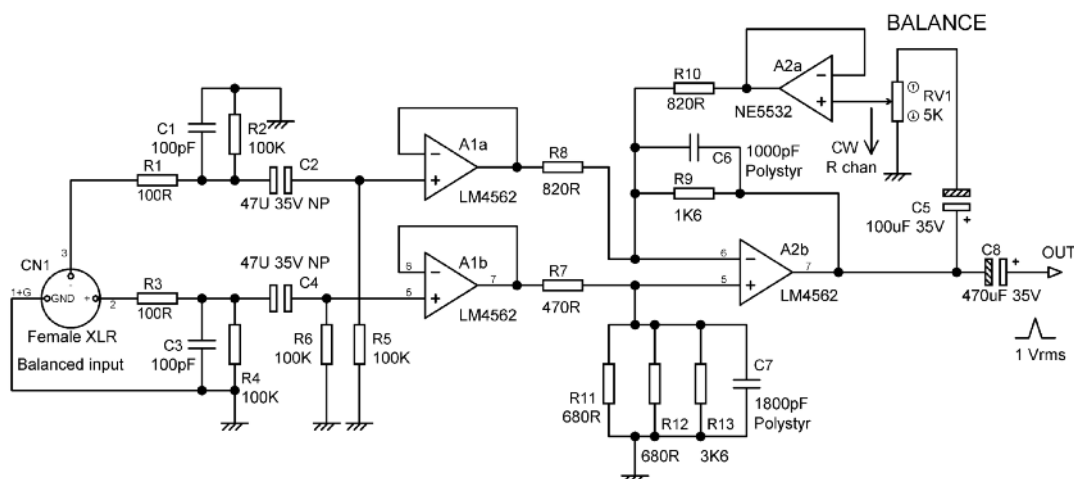 BALANCE
R10
820R
A2a
NE5532
RV1
5K
CW
R chan
C1
100pF
R2
100K
R1
100R
C2
47U 35V NP
A1a
LM4562
R8
820R
C6
1000pF
Polystyr
R9
1K6
C5
100uF 35V
3
CN1
1+G
GND
-
+
2
Female XLR
Balanced input
R3
100R
47U 35V NP
C4
C3
100pF
R4
100K
R6
100K
R5
100K
6
5
7
A1b
LM4562
R7
470R
6
5
7
A2b
LM4562
C8
470uF 35V
OUT
1 Vrms
R11
680R
R12
680R
R13
3K6
C7
1800pF
Polystyr